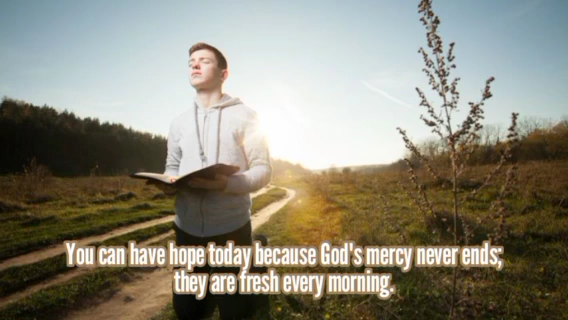 You can have hope today because God's mercy never ends;
they are fresh every morning.